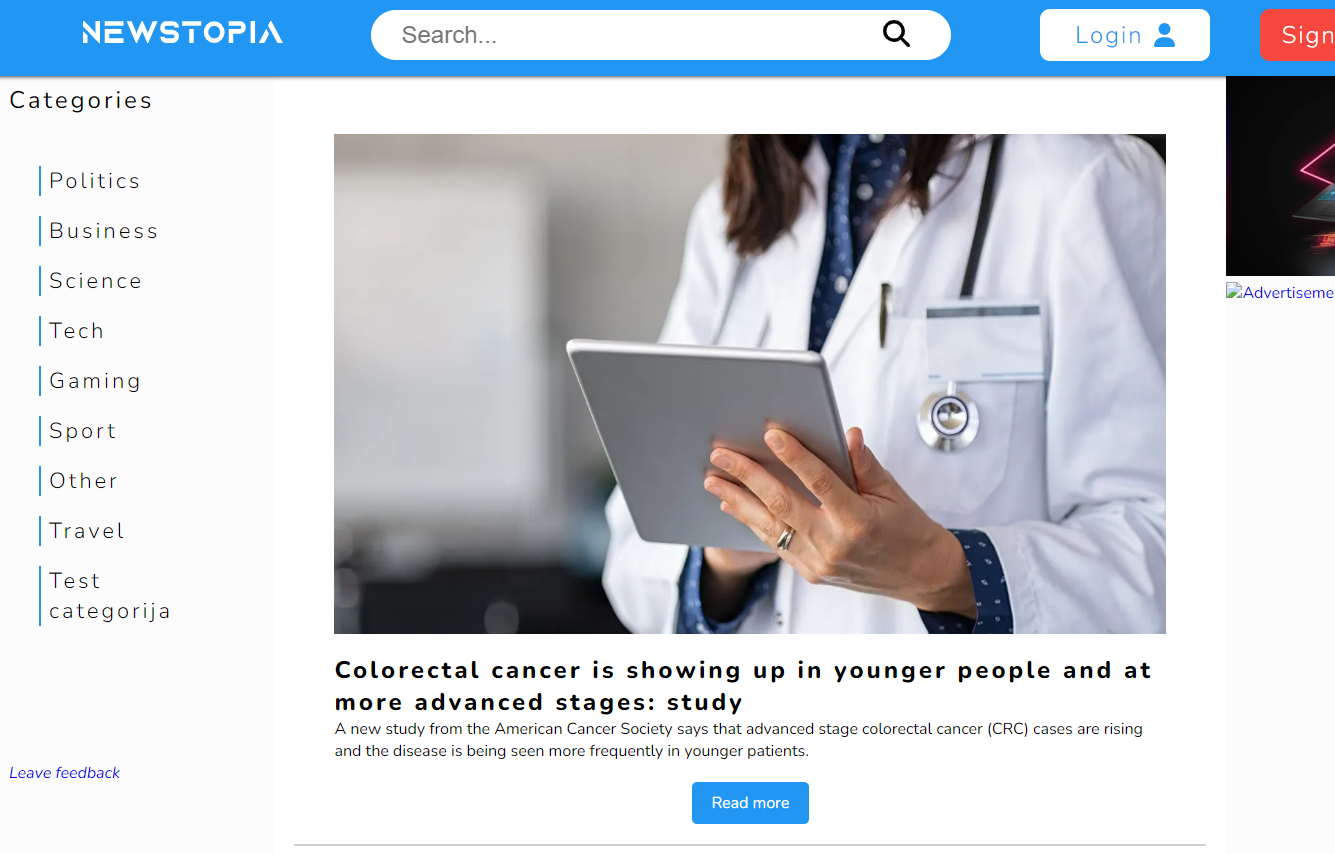 NEWSTOPIA
Search...
Login
Sign
Categories
Politics
Business
Science
Tech
Gaming
Sport
Other
Travel
Test
categorija
Leave feedback
Colorectal cancer is showing up in younger people and at
more advanced stages: study
A new study from the American Cancer Society says that advanced stage colorectal cancer (CRC) cases are rising
and the disease is being seen more frequently in younger patients.
Read more
Advertiseme